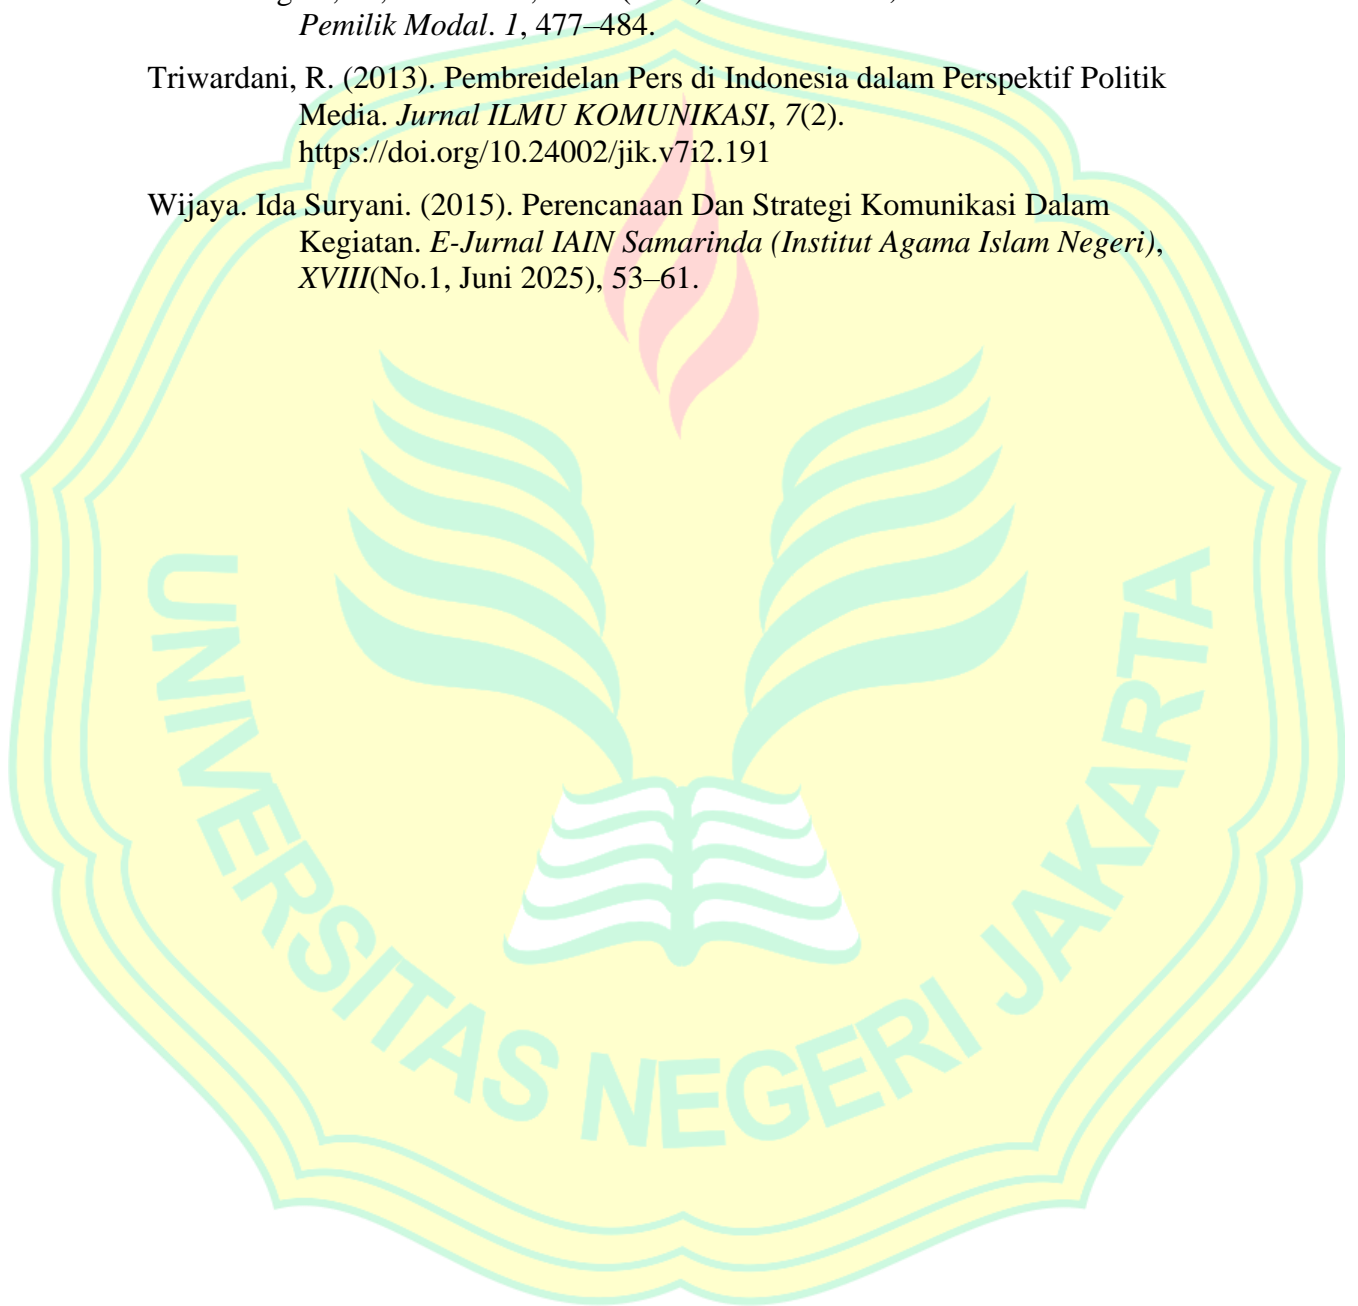 Pemilik Modal. 1, 477–484.
Triwardani, R. (2013). Pembreidelan Pers di Indonesia dalam Perspektif Politik
Media. Jurnal ILMU KOMUNIKASI, 7(2).
https://doi.org/10.24002/jik.v7i2.191
Wijaya. Ida Suryani. (2015). Perencanaan Dan Strategi Komunikasi Dalam
Kegiatan. E-Jurnal IAIN Samarinda (Institut Agama Islam Negeri),
XVIII(No.1, Juni 2025), 53–61.
UNIVERSITAS NEGERI JAKARTA